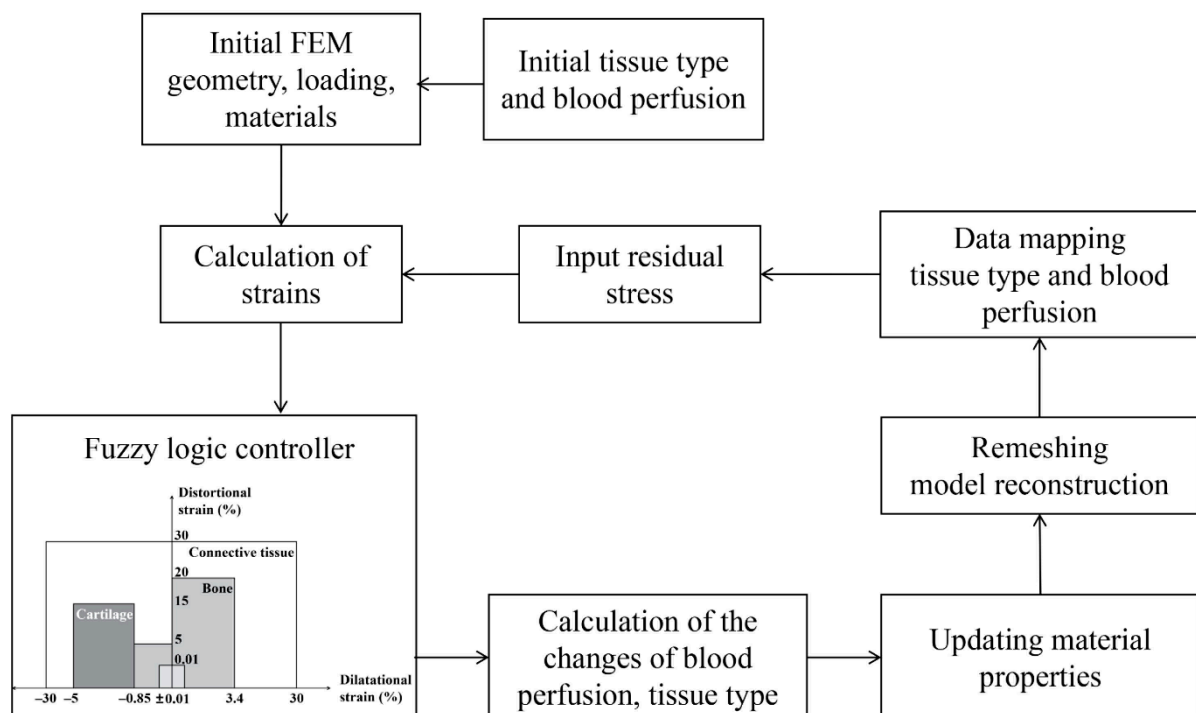 Initial FEM
geometry, loading,
materials
Initial tissue type
and blood perfusion
Calculation of
strains
Input residual
stress
Data mapping
tissue type and blood
perfusion
Fuzzy logic controller
Distortional
strain (%)
30
Connective tissue
20
Bone
15
Cartilage
5
0.01
Dilatational
strain (%)
−30
−5
−0.85
±0.01
3.4
30
Calculation of the
changes of blood
perfusion, tissue type
Updating material
properties
Remeshing
model reconstruction